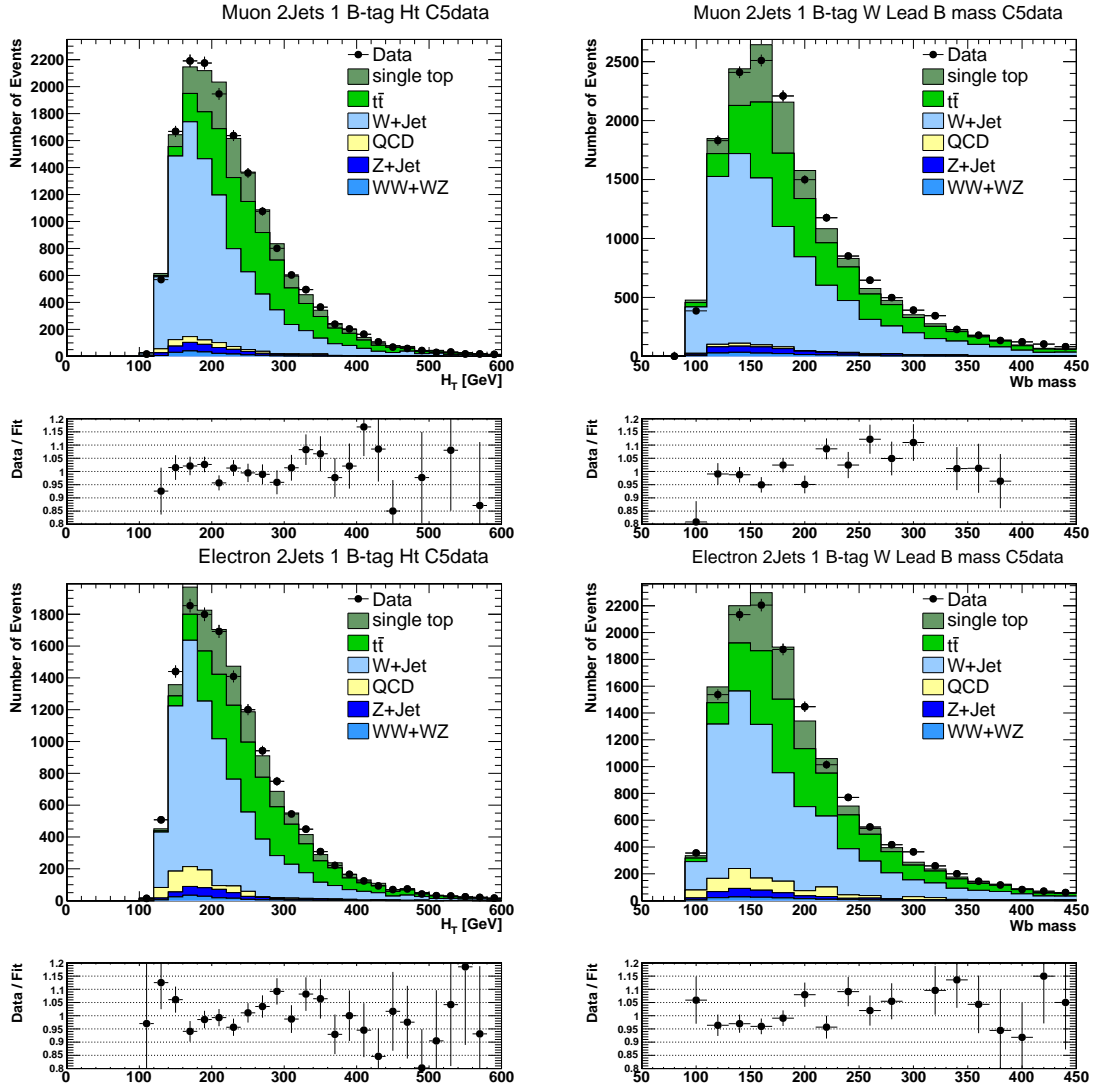 Muon 2Jets 1 B-tag Ht C5data
Number of Events
2200
2000
1800
1600
1400
1200
1000
800
600
400
200
0
Data
single top
tt̄
W+Jet
QCD
Z+Jet
WW+WZ
0 100 200 300 400 500 600
H_T [GeV]
Data / Fit
1.2
1.15
1.1
1.05
1
0.95
0.9
0.85
0.8
0 100 200 300 400 500 600
Muon 2Jets 1 B-tag W Lead B mass C5data
Number of Events
2500
2000
1500
1000
500
0
Data
single top
tt̄
W+Jet
QCD
Z+Jet
WW+WZ
50 100 150 200 250 300 350 400 450
Wb mass
Data / Fit
1.2
1.15
1.1
1.05
1
0.95
0.9
0.85
0.8
50 100 150 200 250 300 350 400 450
Electron 2Jets 1 B-tag Ht C5data
Number of Events
1800
1600
1400
1200
1000
800
600
400
200
0
Data
single top
tt̄
W+Jet
QCD
Z+Jet
WW+WZ
0 100 200 300 400 500 600
H_T [GeV]
Data / Fit
1.2
1.15
1.1
1.05
1
0.95
0.9
0.85
0.8
0 100 200 300 400 500 600
Electron 2Jets 1 B-tag W Lead B mass C5data
Number of Events
2200
2000
1800
1600
1400
1200
1000
800
600
400
200
0
Data
single top
tt̄
W+Jet
QCD
Z+Jet
WW+WZ
50 100 150 200 250 300 350 400 450
Wb mass
Data / Fit
1.2
1.15
1.1
1.05
1
0.95
0.9
0.85
0.8
50 100 150 200 250 300 350 400 450